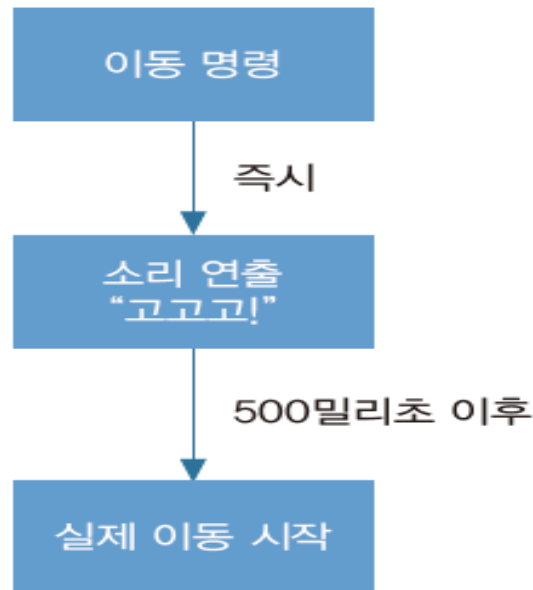 이동 명령
즉시
소리 연출
“고고고!”
500밀리초 이후
실제 이동 시작